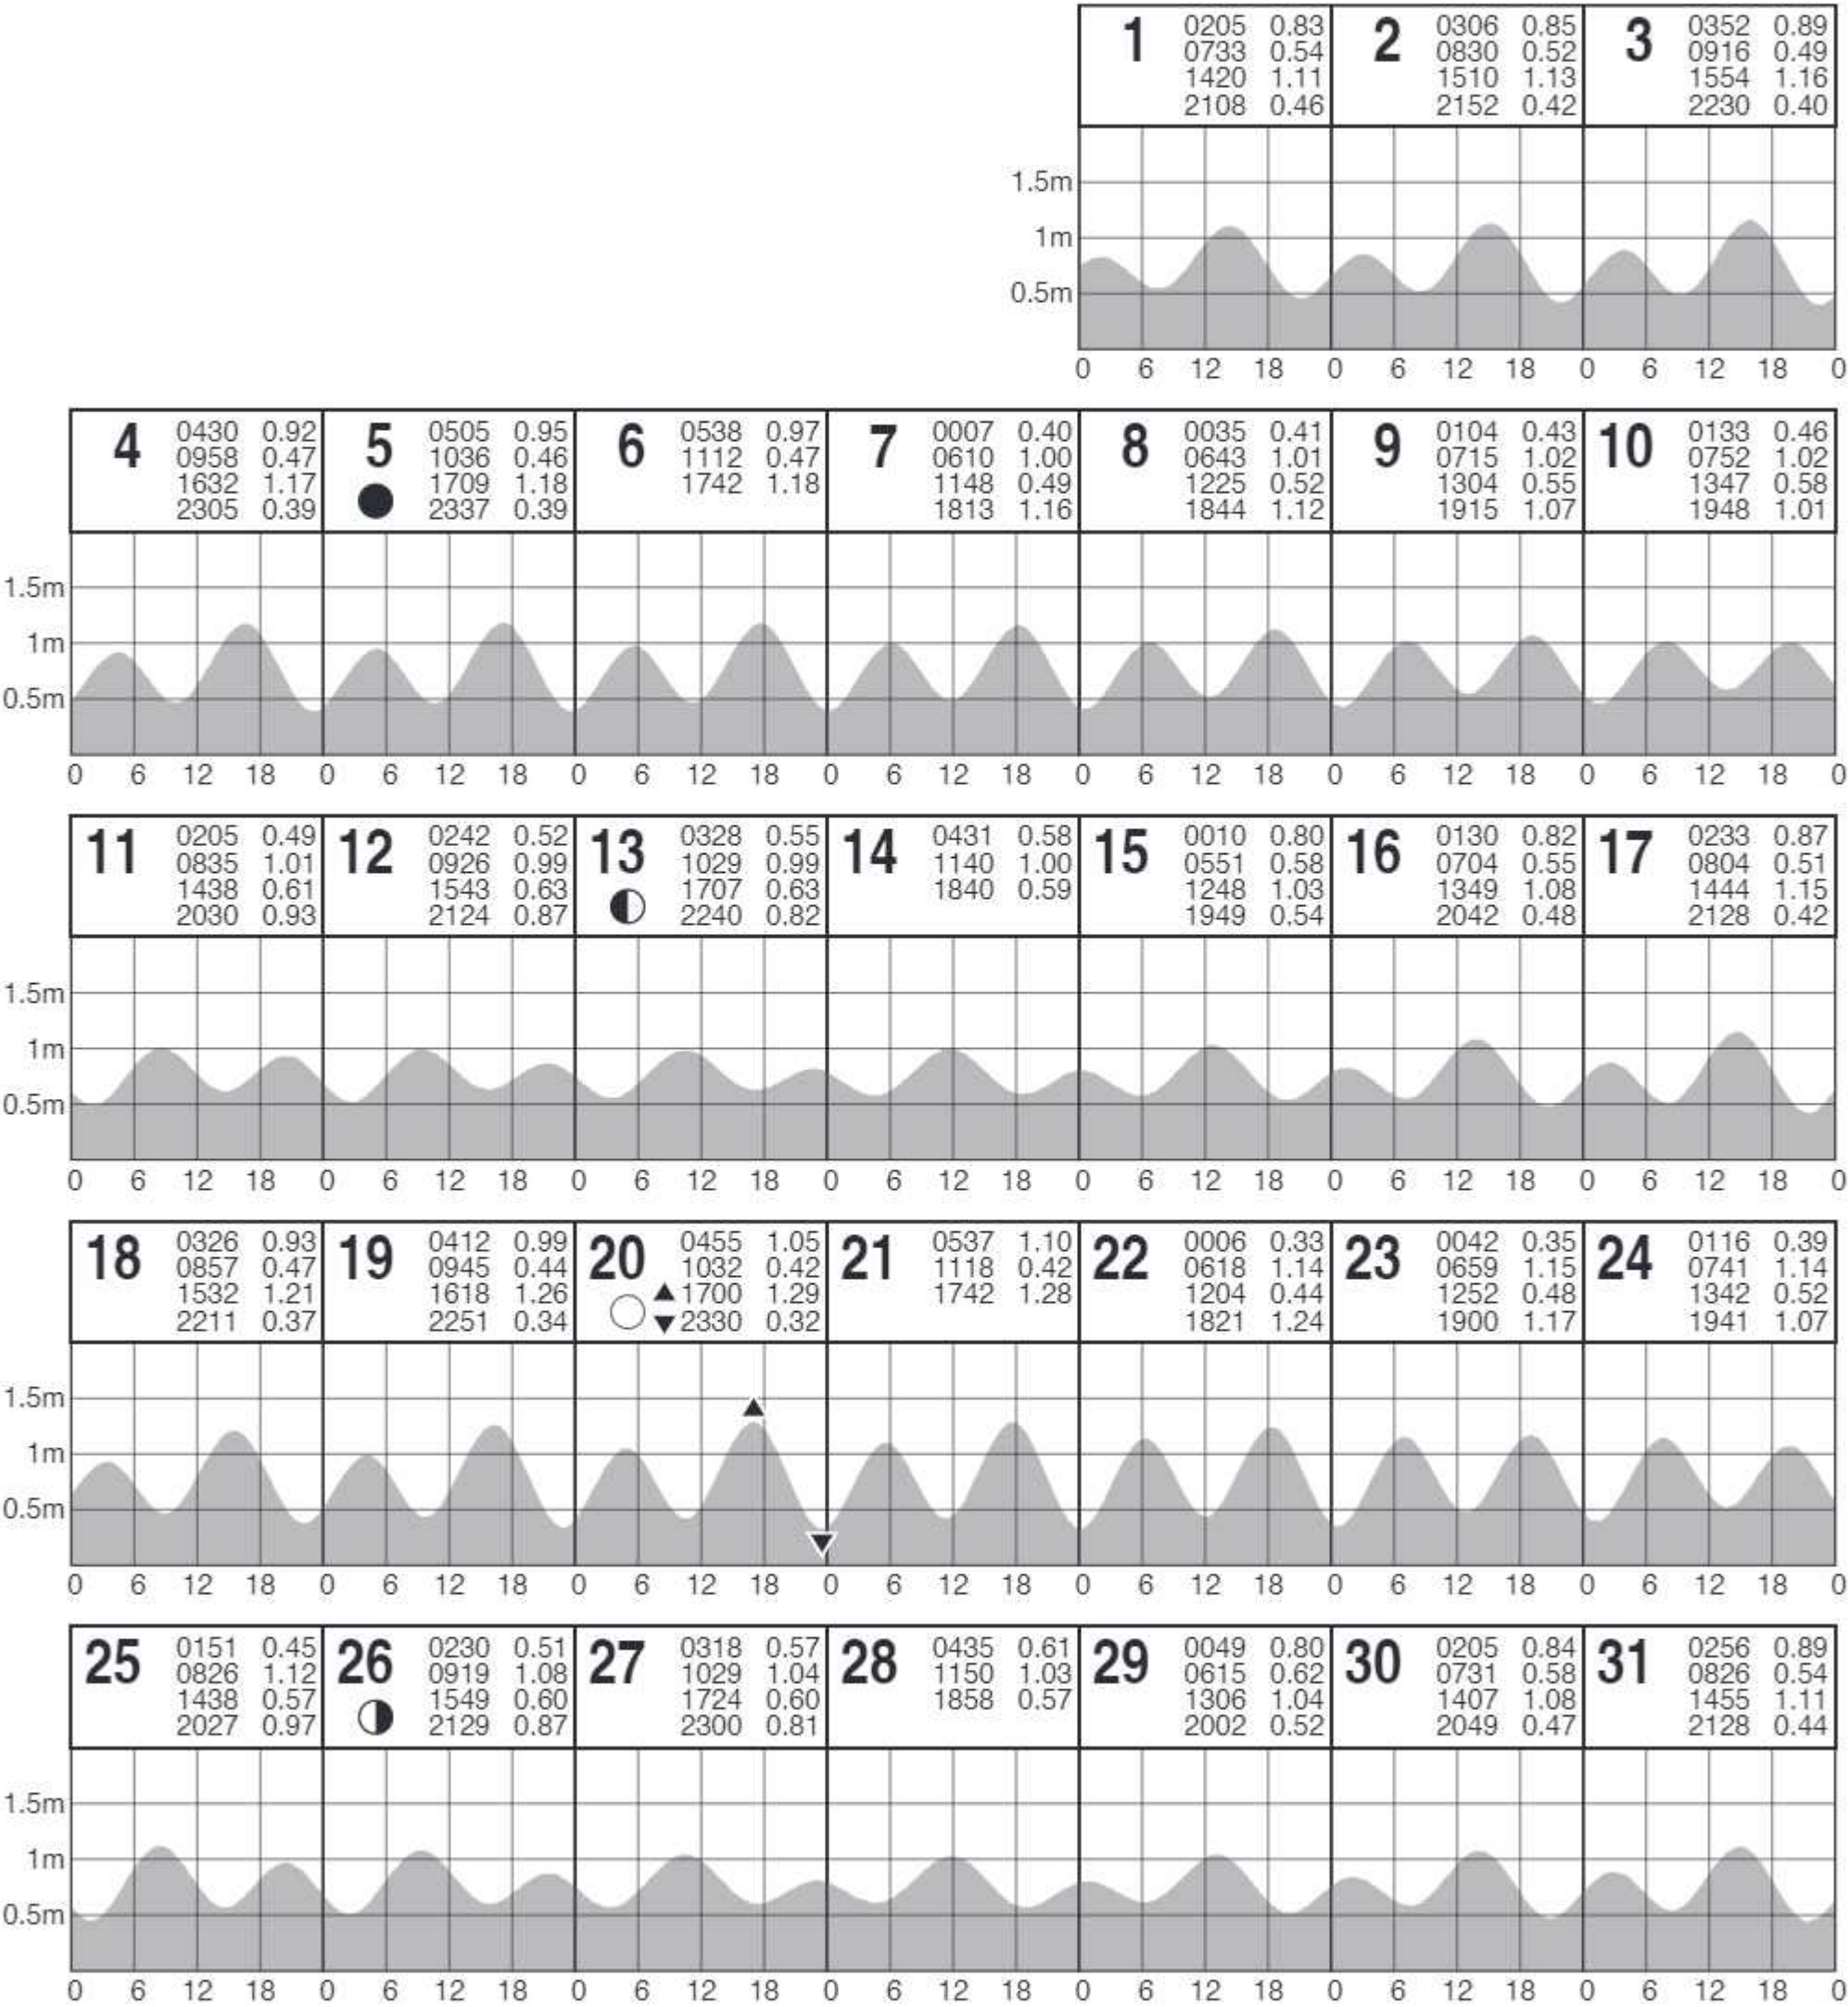 1 0205 0.83 2 0306 0.85 3 0352 0.89
0733 0.54 0830 0.52 0916 0.49
1420 1.11 1510 1.13 1554 1.16
2108 0.46 2152 0.42 2230 0.40
1.5m
1m
0.5m
0 6 12 18 0 6 12 18 0 6 12 18 0
4 0430 0.92 5 0505 0.95 6 0538 0.97 7 0007 0.40 8 0035 0.41 9 0104 0.43 10 0133 0.46
0958 0.47 1036 0.46 1112 0.47 0610 1.00 0643 1.01 0715 1.02 0752 1.02
1632 1.17 1709 1.18 1742 1.18 1148 0.49 1225 0.52 1304 0.55 1347 0.58
2305 0.39 2337 0.39 1813 1.16 1844 1.12 1915 1.07 1948 1.01
1.5m
1m
0.5m
0 6 12 18 0 6 12 18 0 6 12 18 0 6 12 18 0 6 12 18 0 6 12 18 0 6 12 18 0
11 0205 0.49 12 0242 0.52 13 0328 0.55 14 0431 0.58 15 0010 0.80 16 0130 0.82 17 0233 0.87
0835 1.01 0926 0.99 1029 0.99 1140 1.00 0551 0.58 0704 0.55 0804 0.51
1438 0.61 1543 0.63 1707 0.63 1840 0.59 1248 1.03 1349 1.08 1444 1.15
2030 0.93 2124 0.87 2240 0.82 1949 0.54 2042 0.48 2128 0.42
1.5m
1m
0.5m
0 6 12 18 0 6 12 18 0 6 12 18 0 6 12 18 0 6 12 18 0 6 12 18 0 6 12 18 0
18 0326 0.93 19 0412 0.99 20 0455 1.05 21 0537 1.10 22 0006 0.33 23 0042 0.35 24 0116 0.39
0857 0.47 0945 0.44 1032 0.42 1118 0.42 0618 1.14 0659 1.15 0741 1.14
1532 1.21 1618 1.26 ▲ 1700 1.29 1742 1.28 1204 0.44 1252 0.48 1342 0.52
2211 0.37 2251 0.34 ▼ 2330 0.32 1821 1.24 1900 1.17 1941 1.07
1.5m
1m
0.5m
0 6 12 18 0 6 12 18 0 6 12 18 0 6 12 18 0 6 12 18 0 6 12 18 0 6 12 18 0
25 0151 0.45 26 0230 0.51 27 0318 0.57 28 0435 0.61 29 0049 0.80 30 0205 0.84 31 0256 0.89
0826 1.12 0919 1.08 1029 1.04 1150 1.03 0615 0.62 0731 0.58 0826 0.54
1438 0.57 1549 0.60 1724 0.60 1858 0.57 1306 1.04 1407 1.08 1455 1.11
2027 0.97 2129 0.87 2300 0.81 2002 0.52 2049 0.47 2128 0.44
1.5m
1m
0.5m
0 6 12 18 0 6 12 18 0 6 12 18 0 6 12 18 0 6 12 18 0 6 12 18 0 6 12 18 0